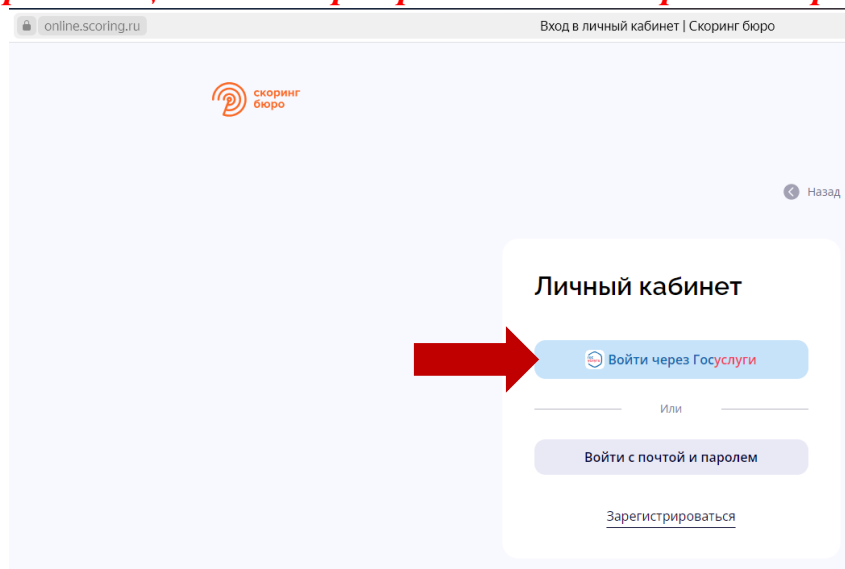 online.scoring.ru
Вход в личный кабинет | Скоринг бюро
скоринг
бюро
Назад
Личный кабинет
Войти через Госуслуги
Или
Войти с почтой и паролем
Зарегистрироваться